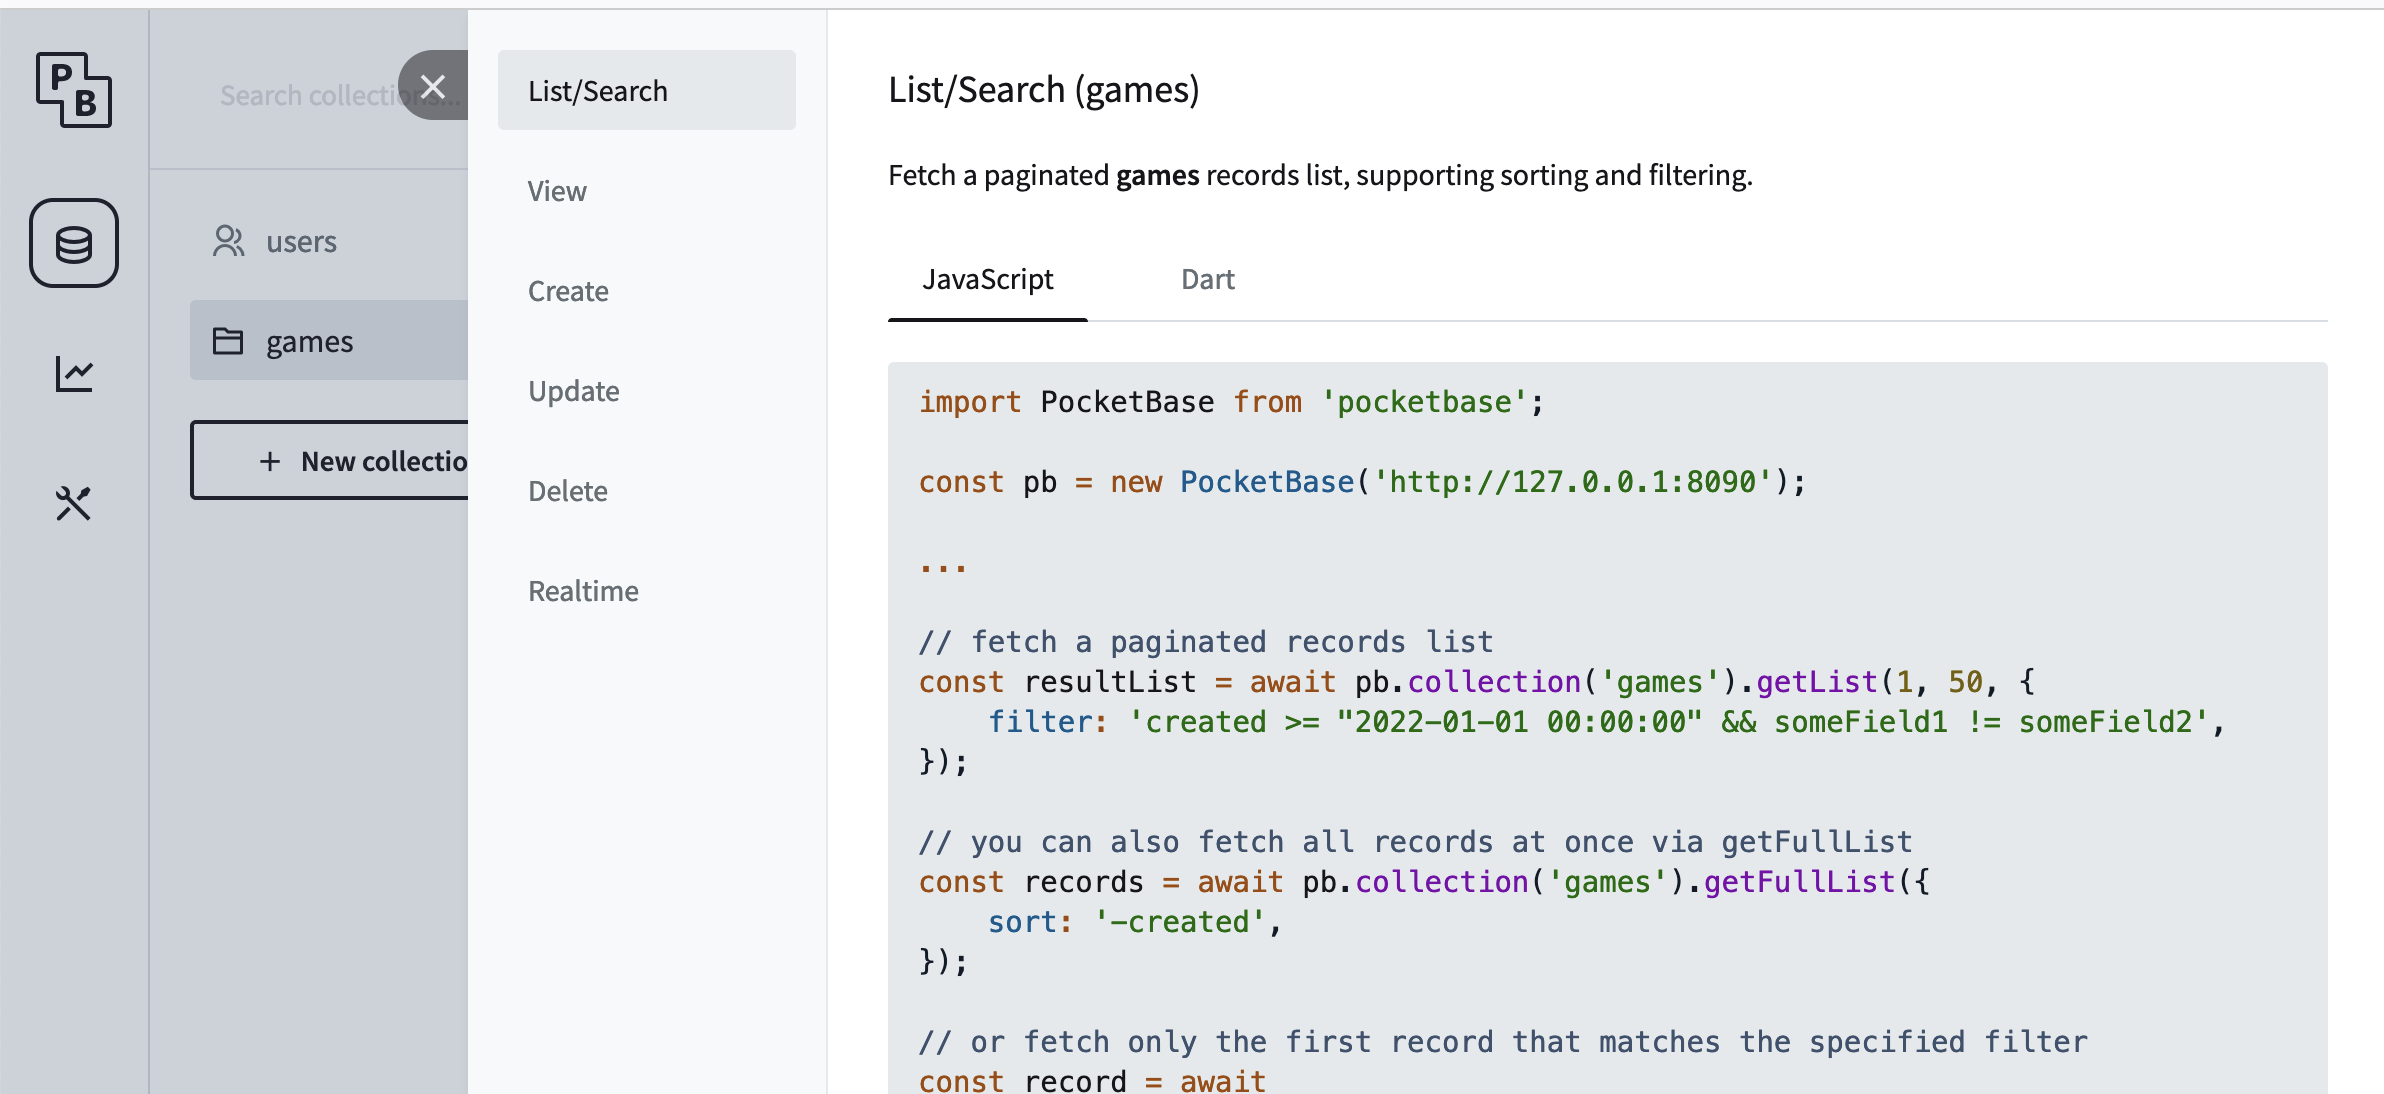 PB
Search collections...
users
games
+ New collectio
List/Search
View
Create
Update
Delete
Realtime
List/Search (games)
Fetch a paginated games records list, supporting sorting and filtering.
JavaScript Dart
import PocketBase from 'pocketbase';
const pb = new PocketBase('http://127.0.0.1:8090');
...
// fetch a paginated records list
const resultList = await pb.collection('games').getList(1, 50, {
    filter: 'created >= "2022-01-01 00:00:00" && someField1 != someField2',
});
// you can also fetch all records at once via getFullList
const records = await pb.collection('games').getFullList({
    sort: '-created',
});
// or fetch only the first record that matches the specified filter
const record = await